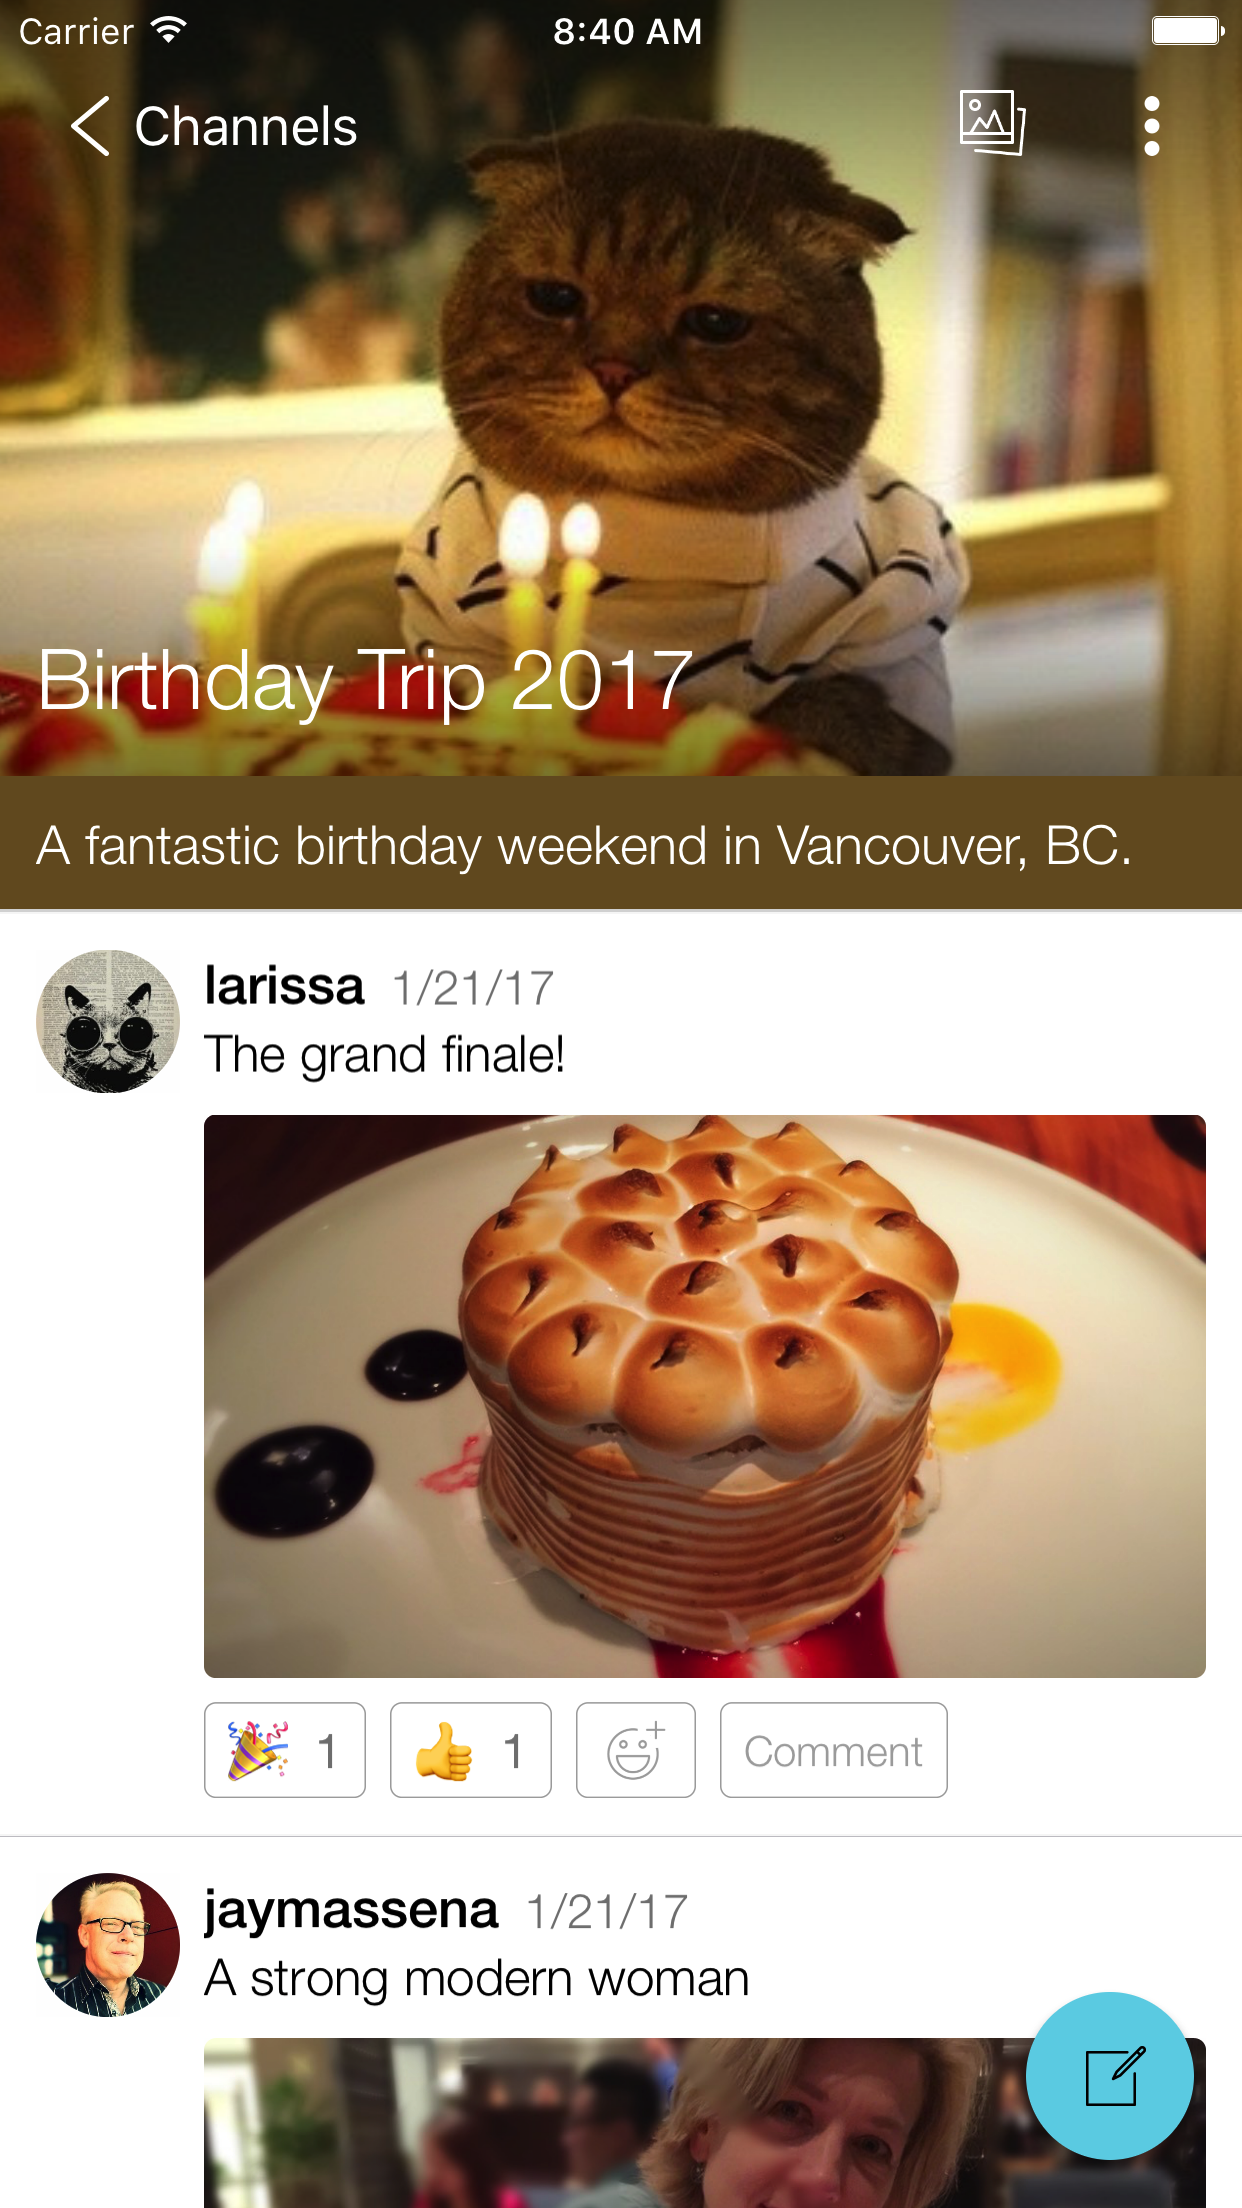 Carrier 8:40 AM
Channels
Birthday Trip 2017
A fantastic birthday weekend in Vancouver, BC.
larissa 1/21/17
The grand finale!
🎉 1 👍 1 Comment
jaymassena 1/21/17
A strong modern woman